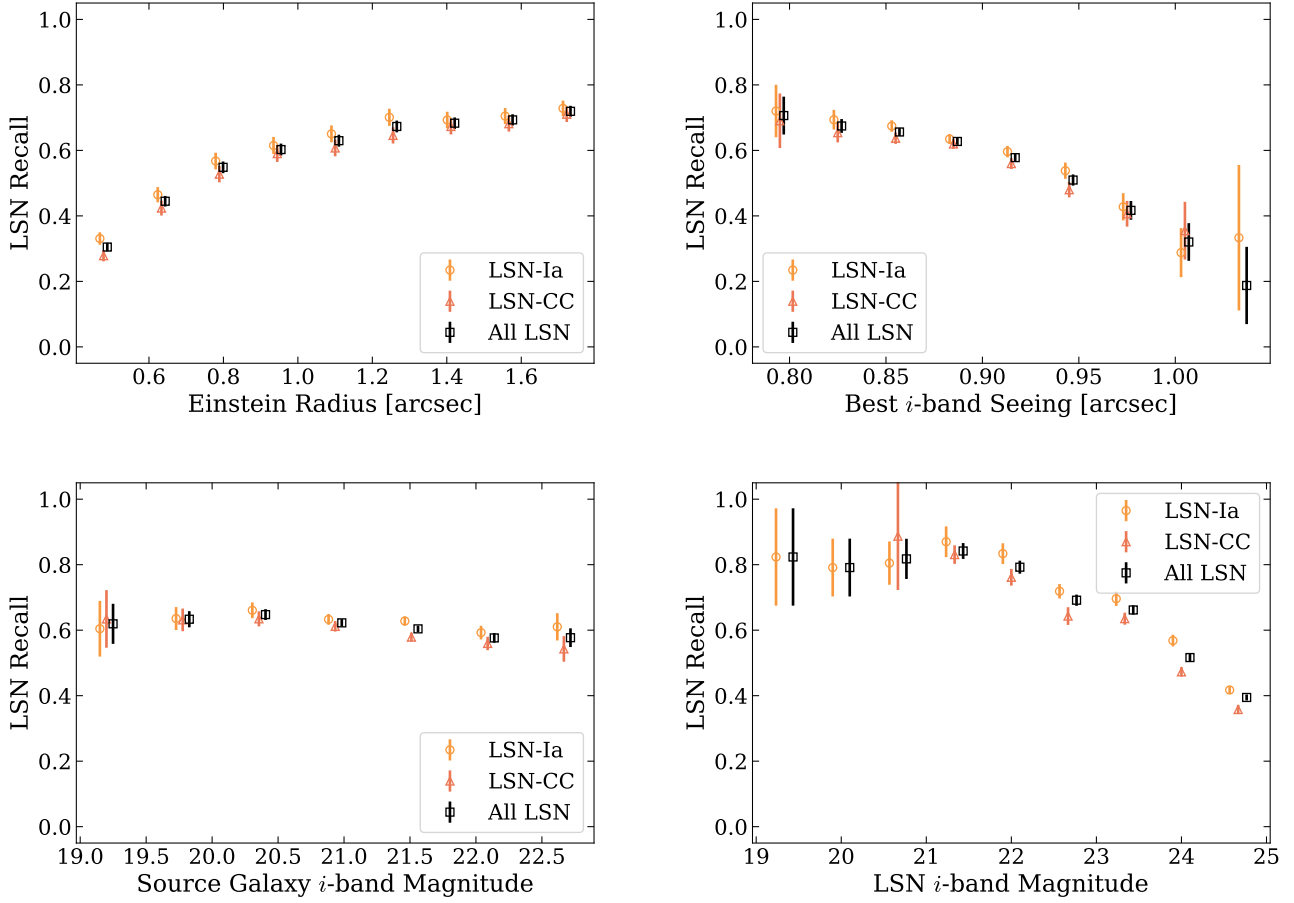 1.0
0.8
0.6
0.4
0.2
0.0
LSN Recall
LSN-Ia
LSN-CC
All LSN
0.6 0.8 1.0 1.2 1.4 1.6
Einstein Radius [arcsec]
1.0
0.8
0.6
0.4
0.2
0.0
LSN Recall
LSN-Ia
LSN-CC
All LSN
0.80 0.85 0.90 0.95 1.00
Best i-band Seeing [arcsec]
1.0
0.8
0.6
0.4
0.2
0.0
LSN Recall
LSN-Ia
LSN-CC
All LSN
19.0 19.5 20.0 20.5 21.0 21.5 22.0 22.5
Source Galaxy i-band Magnitude
1.0
0.8
0.6
0.4
0.2
0.0
LSN Recall
LSN-Ia
LSN-CC
All LSN
19 20 21 22 23 24 25
LSN i-band Magnitude